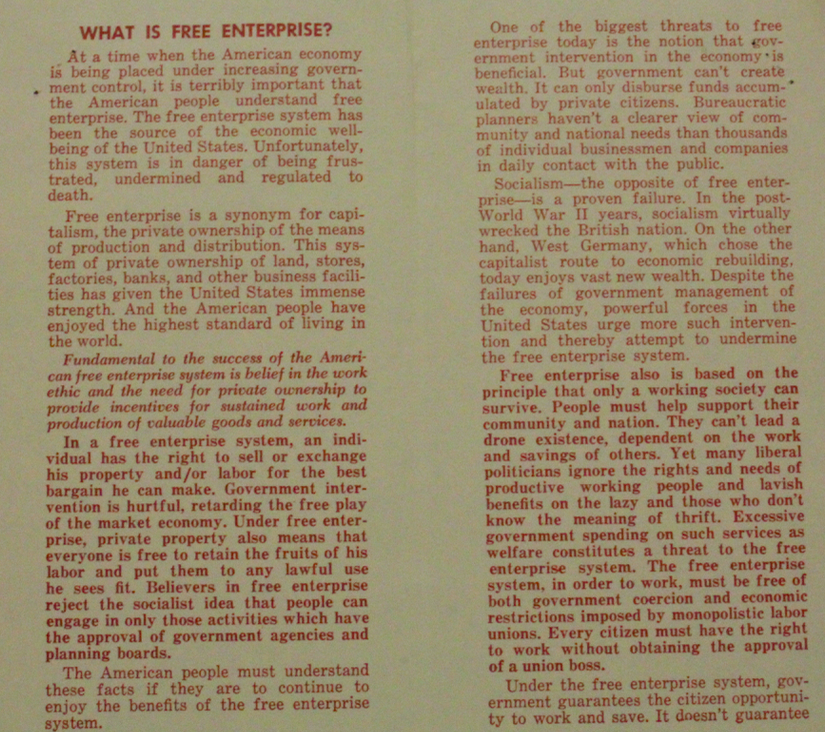 WHAT IS FREE ENTERPRISE?
At a time when the American economy
is being placed under increasing govern-
ment control, it is terribly important that
the American people understand free
enterprise. The free enterprise system has
been the source of the economic well-
being of the United States. Unfortunately,
this system is in danger of being frus-
trated, undermined and regulated to
death.
Free enterprise is a synonym for capi-
talism, the private ownership of the means
of production and distribution. This sys-
tem of private ownership of land, stores,
factories, banks, and other business facili-
ties has given the United States immense
strength. And the American people have
enjoyed the highest standard of living in
the world.
Fundamental to the success of the Ameri-
can free enterprise system is belief in the work
ethic and the need for private ownership to
provide incentives for sustained work and
production of valuable goods and services.
In a free enterprise system, an indi-
vidual has the right to sell or exchange
his property and/or labor for the best
bargain he can make. Government inter-
vention is hurtful, retarding the free play
of the market economy. Under free enter-
prise, private property also means that
everyone is free to retain the fruits of his
labor and put them to any lawful use
he sees fit. Believers in free enterprise
reject the socialist idea that people can
engage in only those activities which have
the approval of government agencies and
planning boards.
The American people must understand
these facts if they are to continue to
enjoy the benefits of the free enterprise
system.
One of the biggest threats to free
enterprise today is the notion that gov-
ernment intervention in the economy is
beneficial. But government can't create
wealth. It can only disburse funds accum-
ulated by private citizens. Bureaucratic
planners haven't a clearer view of com-
munity and national needs than thousands
of individual businessmen and companies
in daily contact with the public.
Socialism—the opposite of free enter-
prise—is a proven failure. In the post-
World War II years, socialism virtually
wrecked the British nation. On the other
hand, West Germany, which chose the
capitalist route to economic rebuilding,
today enjoys vast new wealth. Despite the
failures of government management of
the economy, powerful forces in the
United States urge more such interven-
tion and thereby attempt to undermine
the free enterprise system.
Free enterprise also is based on the
principle that only a working society can
survive. People must help support their
community and nation. They can't lead a
drone existence, dependent on the work
and savings of others. Yet many liberal
politicians ignore the rights and needs of
productive working people and lavish
benefits on the lazy and those who don't
know the meaning of thrift. Excessive
government spending on such services as
welfare constitutes a threat to the free
enterprise system. The free enterprise
system, in order to work, must be free of
both government coercion and economic
restrictions imposed by monopolistic labor
unions. Every citizen must have the right
to work without obtaining the approval
of a union boss.
Under the free enterprise system, gov-
ernment guarantees the citizen opportuni-
ty to work and save. It doesn't guarantee